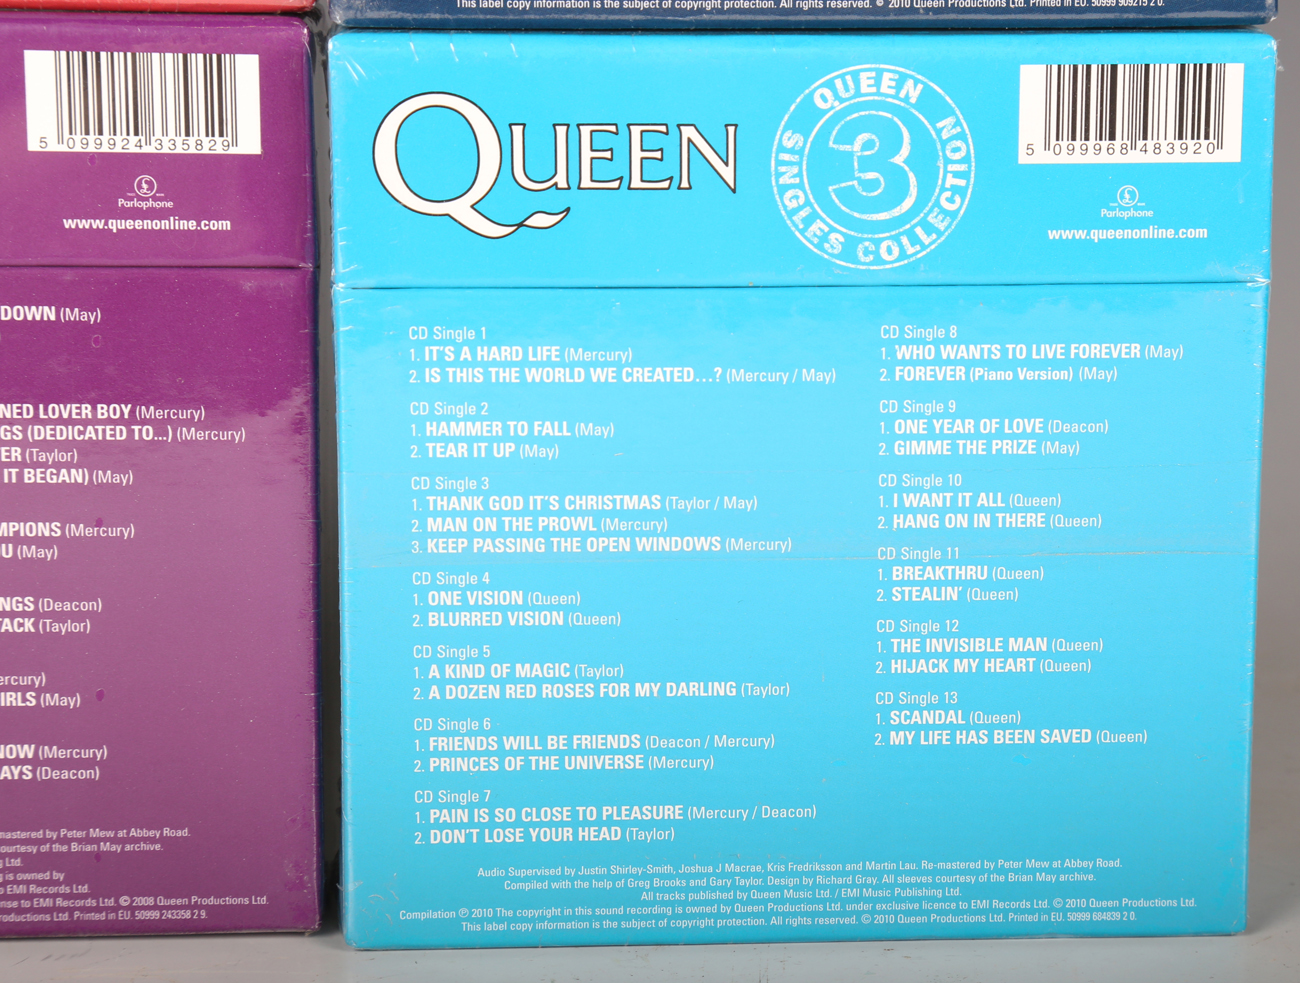 This label copy information is the subject of copyright protection. All rights reserved. © 2010 Queen Productions Ltd. Printed in EU. 50999 909215 2 0.
5 099924 335829
Parlophone
www.queenonline.com
DOWN (May)
NED LOVER BOY (Mercury)
GS (DEDICATED TO...) (Mercury)
ER (Taylor)
IT BEGAN) (May)
MPIONS (Mercury)
U (May)
NGS (Deacon)
TACK (Taylor)
ercury)
IRLS (May)
NOW (Mercury)
AYS (Deacon)
mastered by Peter Mew at Abbey Road.
courtesy of the Brian May archive.
g Ltd.
g is owned by
o EMI Records Ltd.
nse to EMI Records Ltd. © 2008 Queen Productions Ltd.
roductions Ltd. Printed in EU. 50999 243358 2 9.
QUEEN
QUEEN SINGLES COLLECTION 3
5 099968 483920
Parlophone
www.queenonline.com
CD Single 1
1. IT'S A HARD LIFE (Mercury)
2. IS THIS THE WORLD WE CREATED...? (Mercury / May)
CD Single 2
1. HAMMER TO FALL (May)
2. TEAR IT UP (May)
CD Single 3
1. THANK GOD IT'S CHRISTMAS (Taylor / May)
2. MAN ON THE PROWL (Mercury)
3. KEEP PASSING THE OPEN WINDOWS (Mercury)
CD Single 4
1. ONE VISION (Queen)
2. BLURRED VISION (Queen)
CD Single 5
1. A KIND OF MAGIC (Taylor)
2. A DOZEN RED ROSES FOR MY DARLING (Taylor)
CD Single 6
1. FRIENDS WILL BE FRIENDS (Deacon / Mercury)
2. PRINCES OF THE UNIVERSE (Mercury)
CD Single 7
1. PAIN IS SO CLOSE TO PLEASURE (Mercury / Deacon)
2. DON'T LOSE YOUR HEAD (Taylor)
CD Single 8
1. WHO WANTS TO LIVE FOREVER (May)
2. FOREVER (Piano Version) (May)
CD Single 9
1. ONE YEAR OF LOVE (Deacon)
2. GIMME THE PRIZE (May)
CD Single 10
1. I WANT IT ALL (Queen)
2. HANG ON IN THERE (Queen)
CD Single 11
1. BREAKTHRU (Queen)
2. STEALIN' (Queen)
CD Single 12
1. THE INVISIBLE MAN (Queen)
2. HIJACK MY HEART (Queen)
CD Single 13
1. SCANDAL (Queen)
2. MY LIFE HAS BEEN SAVED (Queen)
Audio Supervised by Justin Shirley-Smith, Joshua J Macrae, Kris Fredriksson and Martin Lau. Re-mastered by Peter Mew at Abbey Road.
Compiled with the help of Greg Brooks and Gary Taylor. Design by Richard Gray. All sleeves courtesy of the Brian May archive.
All tracks published by Queen Music Ltd. / EMI Music Publishing Ltd.
Compilation ℗ 2010 The copyright in this sound recording is owned by Queen Productions Ltd. under exclusive licence to EMI Records Ltd. © 2010 Queen Productions Ltd.
This label copy information is the subject of copyright protection. All rights reserved. © 2010 Queen Productions Ltd. Printed in EU. 50999 684839 2 0.